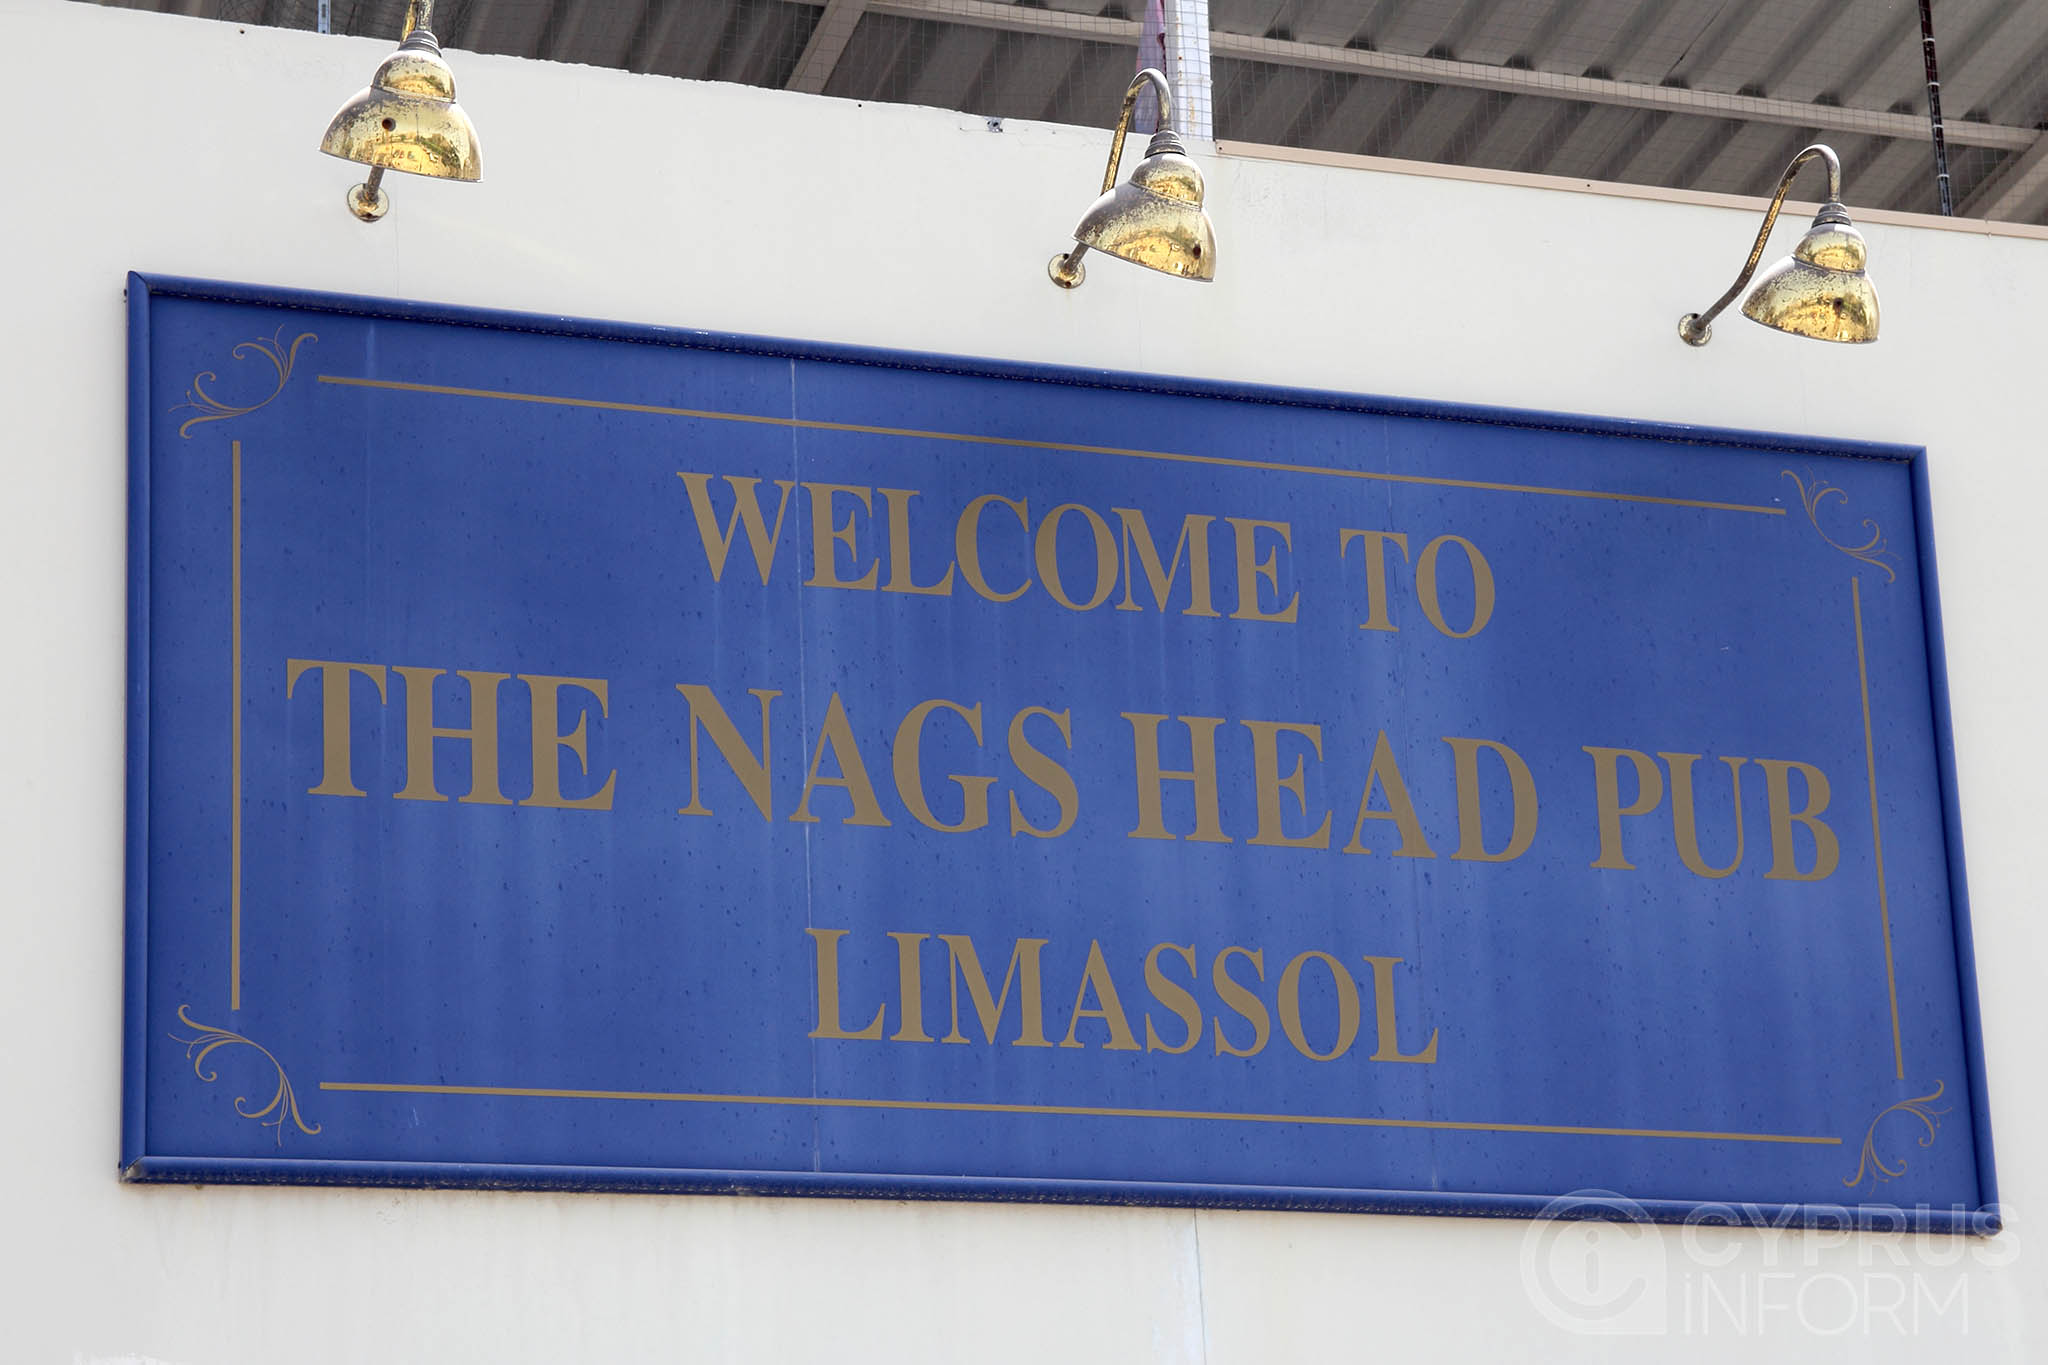 WELCOME TO
THE NAGS HEAD PUB
LIMASSOL
CYPRUS
iNFORM